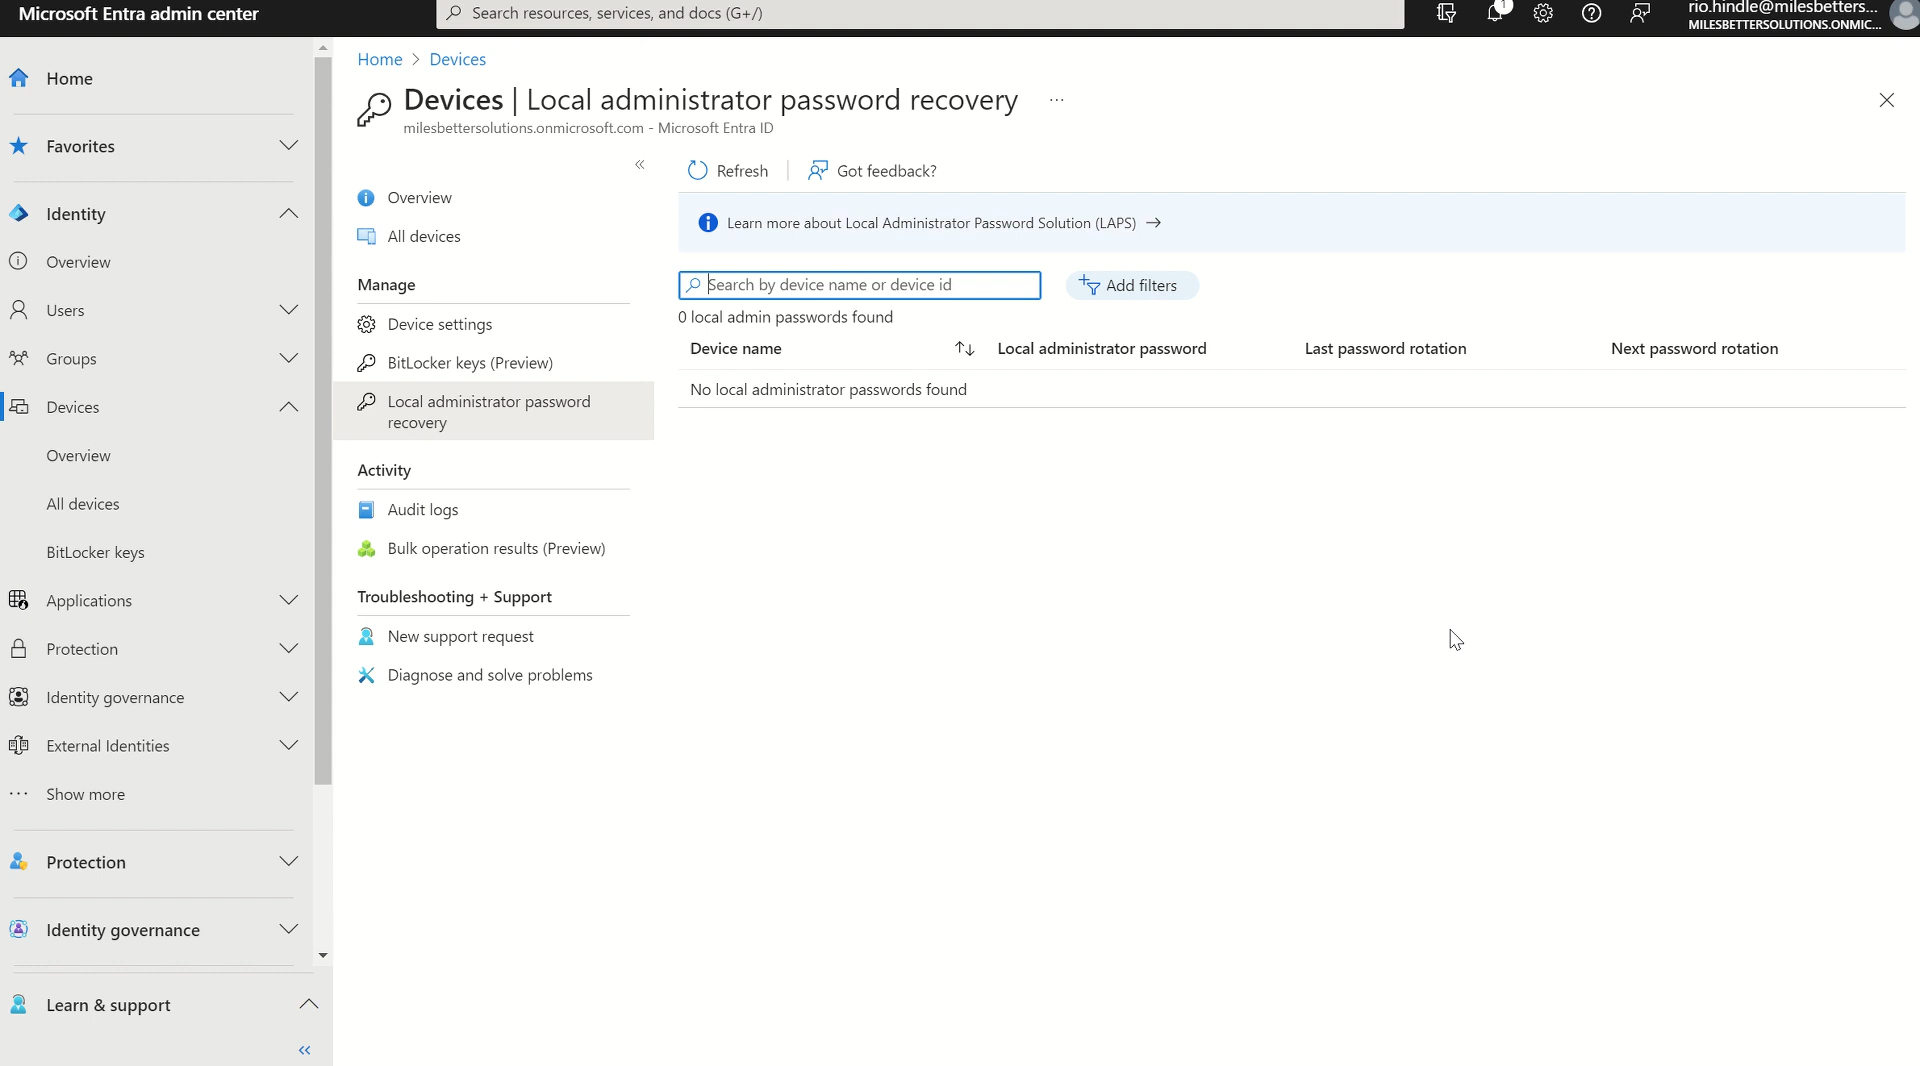 Microsoft Entra admin center
Search resources, services, and docs (G+/)
1
rio.hindle@milesbetters...
MILESBETTERSOLUTIONS.ONMIC...
Home
Favorites
Identity
Overview
Users
Groups
Devices
Overview
All devices
BitLocker keys
Applications
Protection
Identity governance
External Identities
Show more
Protection
Identity governance
Learn & support
Home > Devices
Devices | Local administrator password recovery ...
milesbettersolutions.onmicrosoft.com - Microsoft Entra ID
Overview
All devices
Manage
Device settings
BitLocker keys (Preview)
Local administrator password
recovery
Activity
Audit logs
Bulk operation results (Preview)
Troubleshooting + Support
New support request
Diagnose and solve problems
Refresh
Got feedback?
Learn more about Local Administrator Password Solution (LAPS) →
Search by device name or device id
Add filters
0 local admin passwords found
Device name
Local administrator password
Last password rotation
Next password rotation
No local administrator passwords found